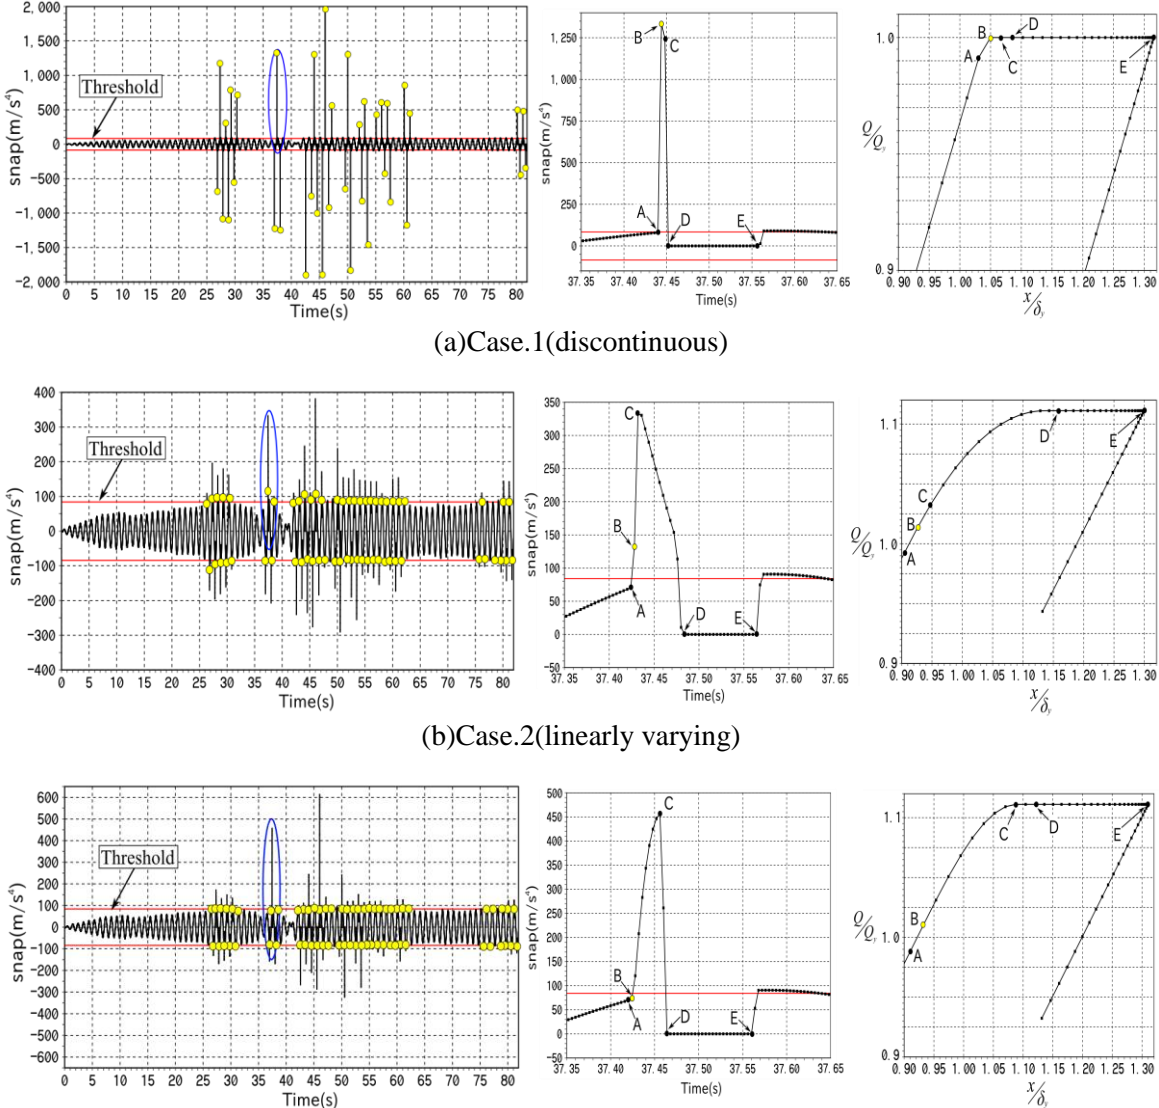 2,000
1,500
1,000
500
0
-500
-1,000
-1,500
-2,000
snap(m/s⁴)
Threshold
0 5 10 15 20 25 30 35 40 45 50 55 60 65 70 75 80
Time(s)
1,250
1,000
750
500
250
0
snap(m/s⁴)
B
C
A
D
E
37.35 37.40 37.45 37.50 37.55 37.60 37.65
Time(s)
1.0
0.9
Q/Qy
A
B
C
D
E
0.90 0.95 1.00 1.05 1.10 1.15 1.20 1.25 1.30
x/δy
(a)Case.1(discontinuous)
400
300
200
100
0
-100
-200
-300
-400
snap(m/s⁴)
Threshold
0 5 10 15 20 25 30 35 40 45 50 55 60 65 70 75 80
Time(s)
350
300
250
200
150
100
50
0
-50
snap(m/s⁴)
C
B
A
D
E
37.35 37.40 37.45 37.50 37.55 37.60 37.65
Time(s)
1.1
1.0
0.9
Q/Qy
A
B
C
D
E
0.90 0.95 1.00 1.05 1.10 1.15 1.20 1.25 1.30
x/δy
(b)Case.2(linearly varying)
600
500
400
300
200
100
0
-100
-200
-300
-400
-500
-600
snap(m/s⁴)
Threshold
0 5 10 15 20 25 30 35 40 45 50 55 60 65 70 75 80
Time(s)
500
450
400
350
300
250
200
150
100
50
0
-50
snap(m/s⁴)
C
B
A
D
E
37.35 37.40 37.45 37.50 37.55 37.60 37.65
Time(s)
1.1
1.0
0.9
Q/Qy
B
A
C
D
E
0.90 0.95 1.00 1.05 1.10 1.15 1.20 1.25 1.30
x/δy